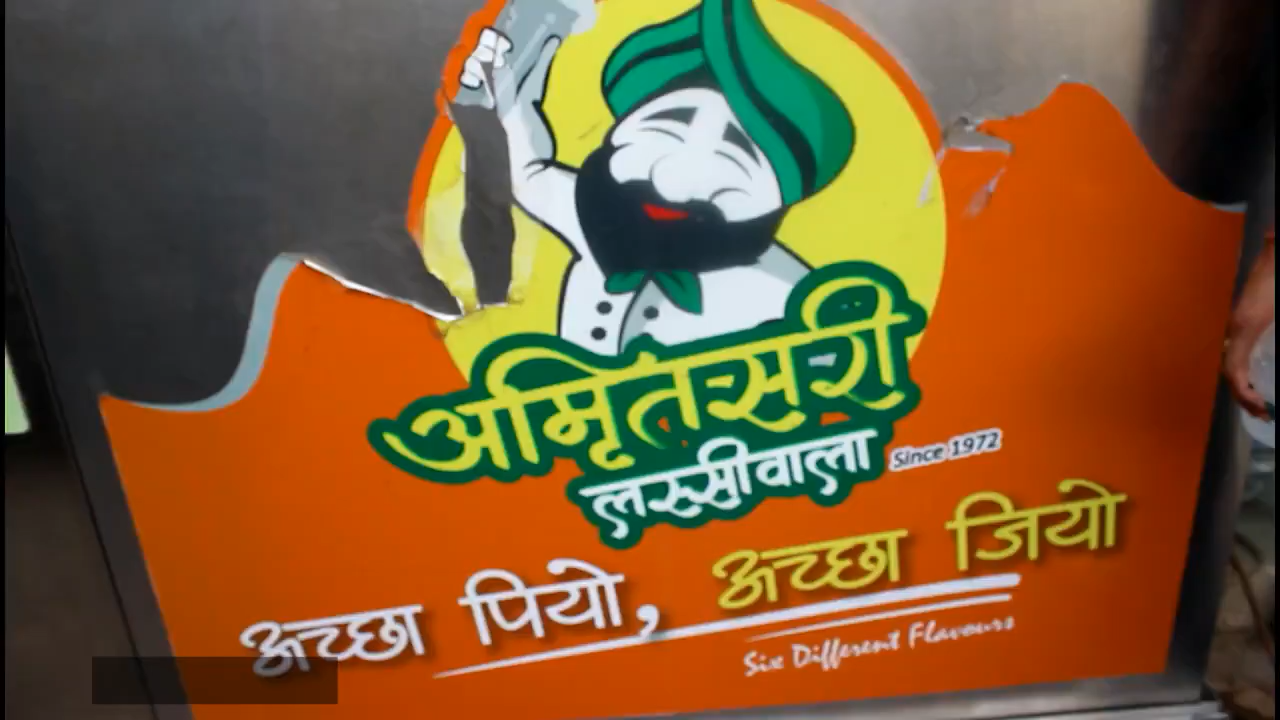 अमृितसरी
लस्सीवाला
Since 1972
अच्छा पियो, अच्छा जियो
Six Different Flavours